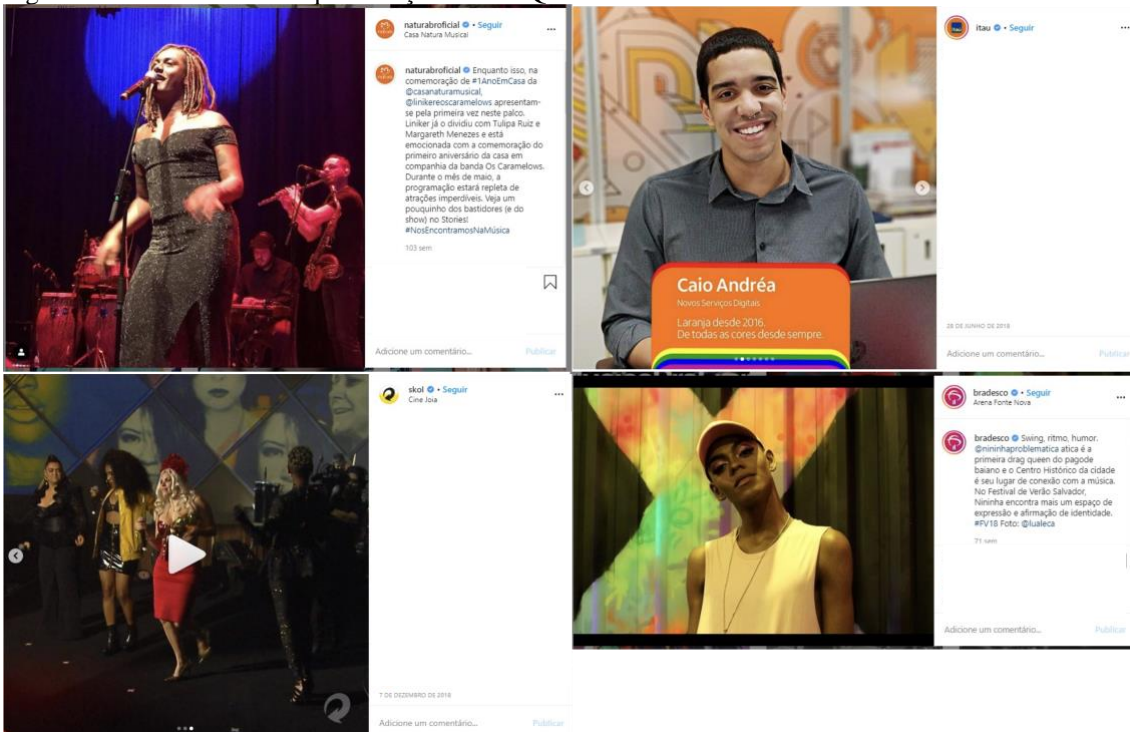 naturabroficial • Seguir
Casa Natura Musical
...
naturabroficial Enquanto isso, na
comemoração de #1AnoEmCasa da
@casanaturamusical,
@linikereoscaramelows apresentam-
se pela primeira vez neste palco.
Liniker já o dividiu com Tulipa Ruiz e
Margareth Menezes e está
emocionada com a comemoração do
primeiro aniversário da casa em
companhia da banda Os Caramelows.
Durante o mês de maio, a
programação estará repleta de
atrações imperdíveis. Veja um
pouquinho dos bastidores (e do
show) no Stories!
#NosEncontramosNaMúsica
103 sem
Adicione um comentário...
Publicar
itau • Seguir
...
Caio Andréa
Novos Serviços Digitais
Laranja desde 2016.
De todas as cores desde sempre.
28 DE JUNHO DE 2018
Adicione um comentário...
Publicar
skol • Seguir
Cine Joia
...
7 DE DEZEMBRO DE 2018
Adicione um comentário...
Publicar
bradesco • Seguir
Arena Fonte Nova
...
bradesco Swing, ritmo, humor.
@nininhaproblematica atica é a
primeira drag queen do pagode
baiano e o Centro Histórico da cidade
é seu lugar de conexão com a música.
No Festival de Verão Salvador,
Nininha encontra mais um espaço de
expressão e afirmação de identidade.
#FV18 Foto: @lualeca
71 sem
Adicione um comentário...
Publicar